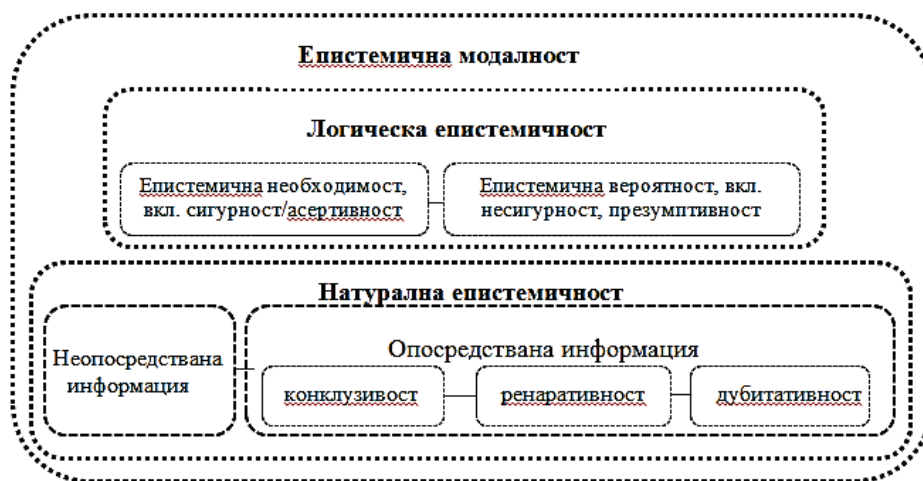 Епистемична модалност
Логическа епистемичност
Епистемична необходимост,
вкл. сигурност/асертивност
Епистемична вероятност, вкл.
несигурност, презумптивност
Натурална епистемичност
Неопосредствана
информация
Опосредствана информация
конклузивост
ренаративност
дубитативност